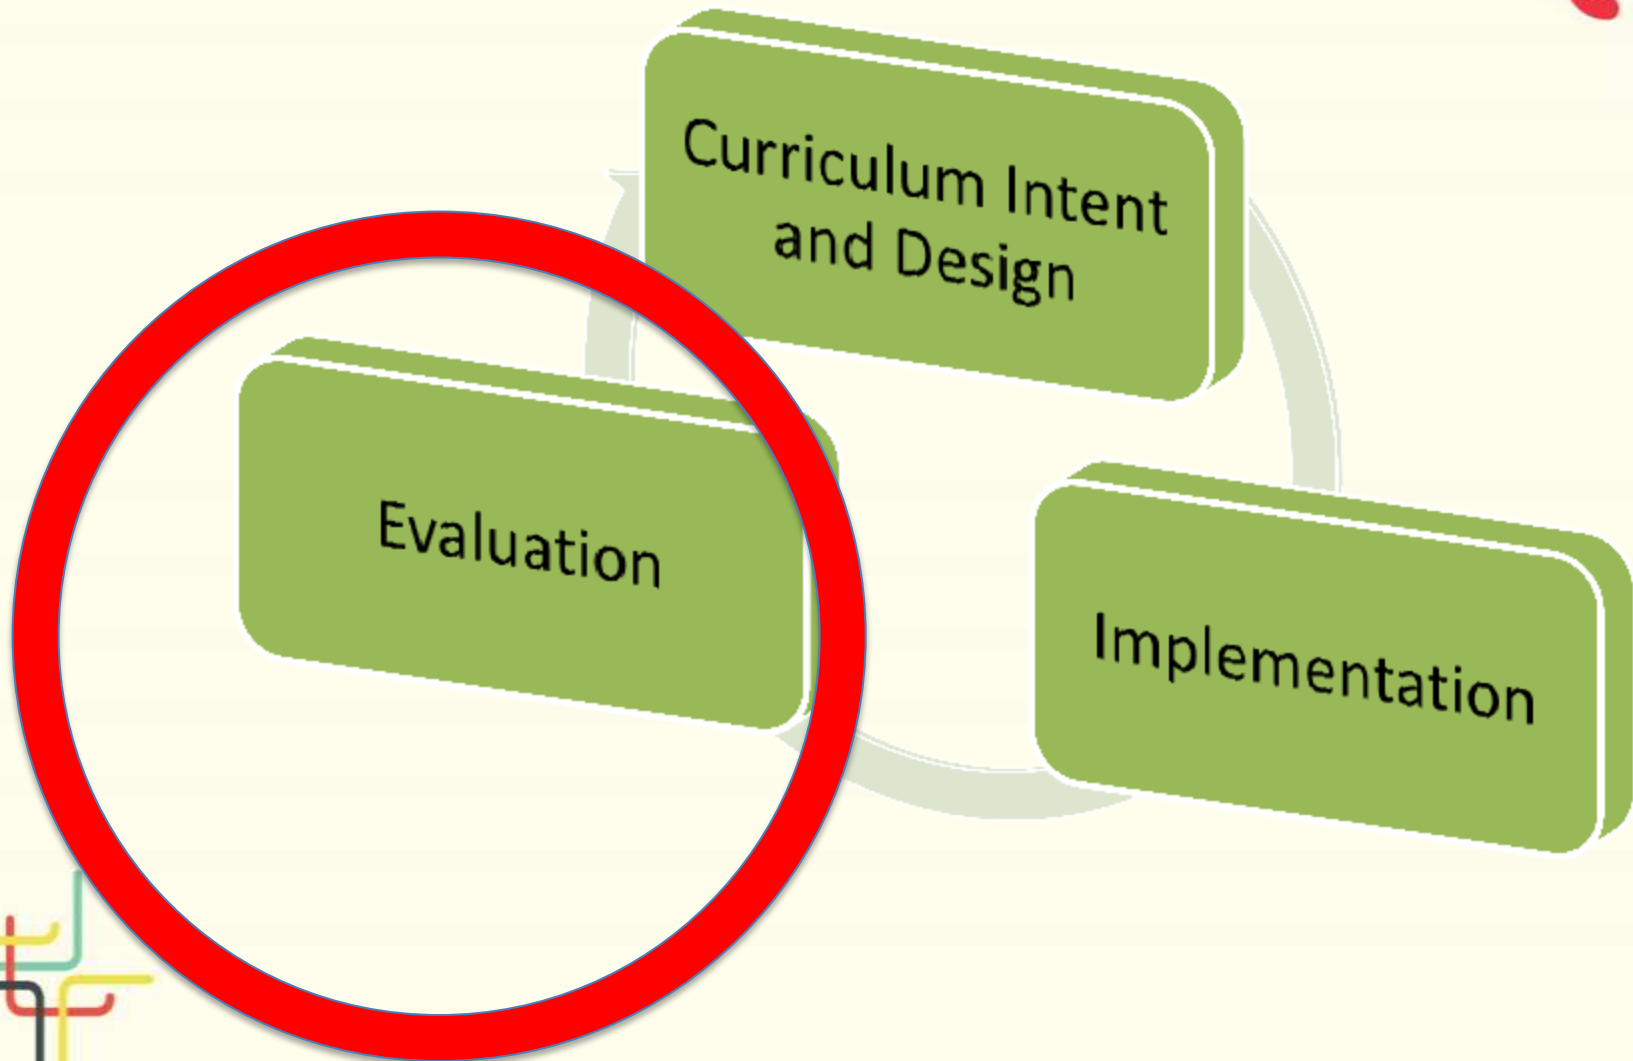 Curriculum Intent
and Design
Evaluation
Implementation